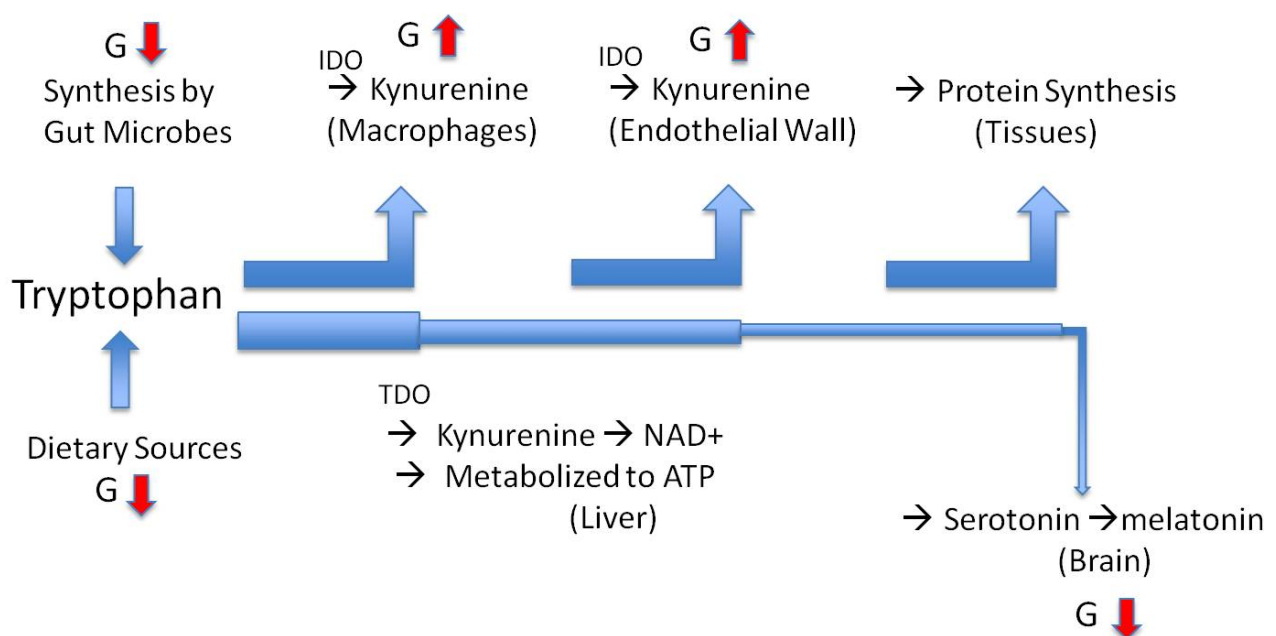 G
Synthesis by
Gut Microbes
G
IDO
→ Kynurenine
(Macrophages)
G
IDO
→ Kynurenine
(Endothelial Wall)
→ Protein Synthesis
(Tissues)
Tryptophan
Dietary Sources
G
TDO
→ Kynurenine → NAD+
→ Metabolized to ATP
(Liver)
→ Serotonin →melatonin
(Brain)
G